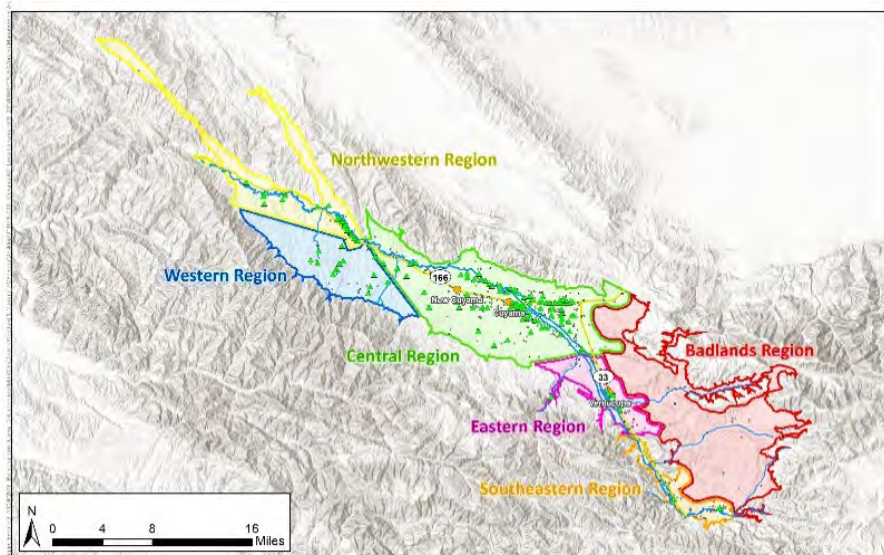 Northwestern Region
Western Region
166
New Cuyama
Cuyama
Central Region
Badlands Region
33
Ventucopa
Eastern Region
Southeastern Region
N
0 4 8 16
Miles